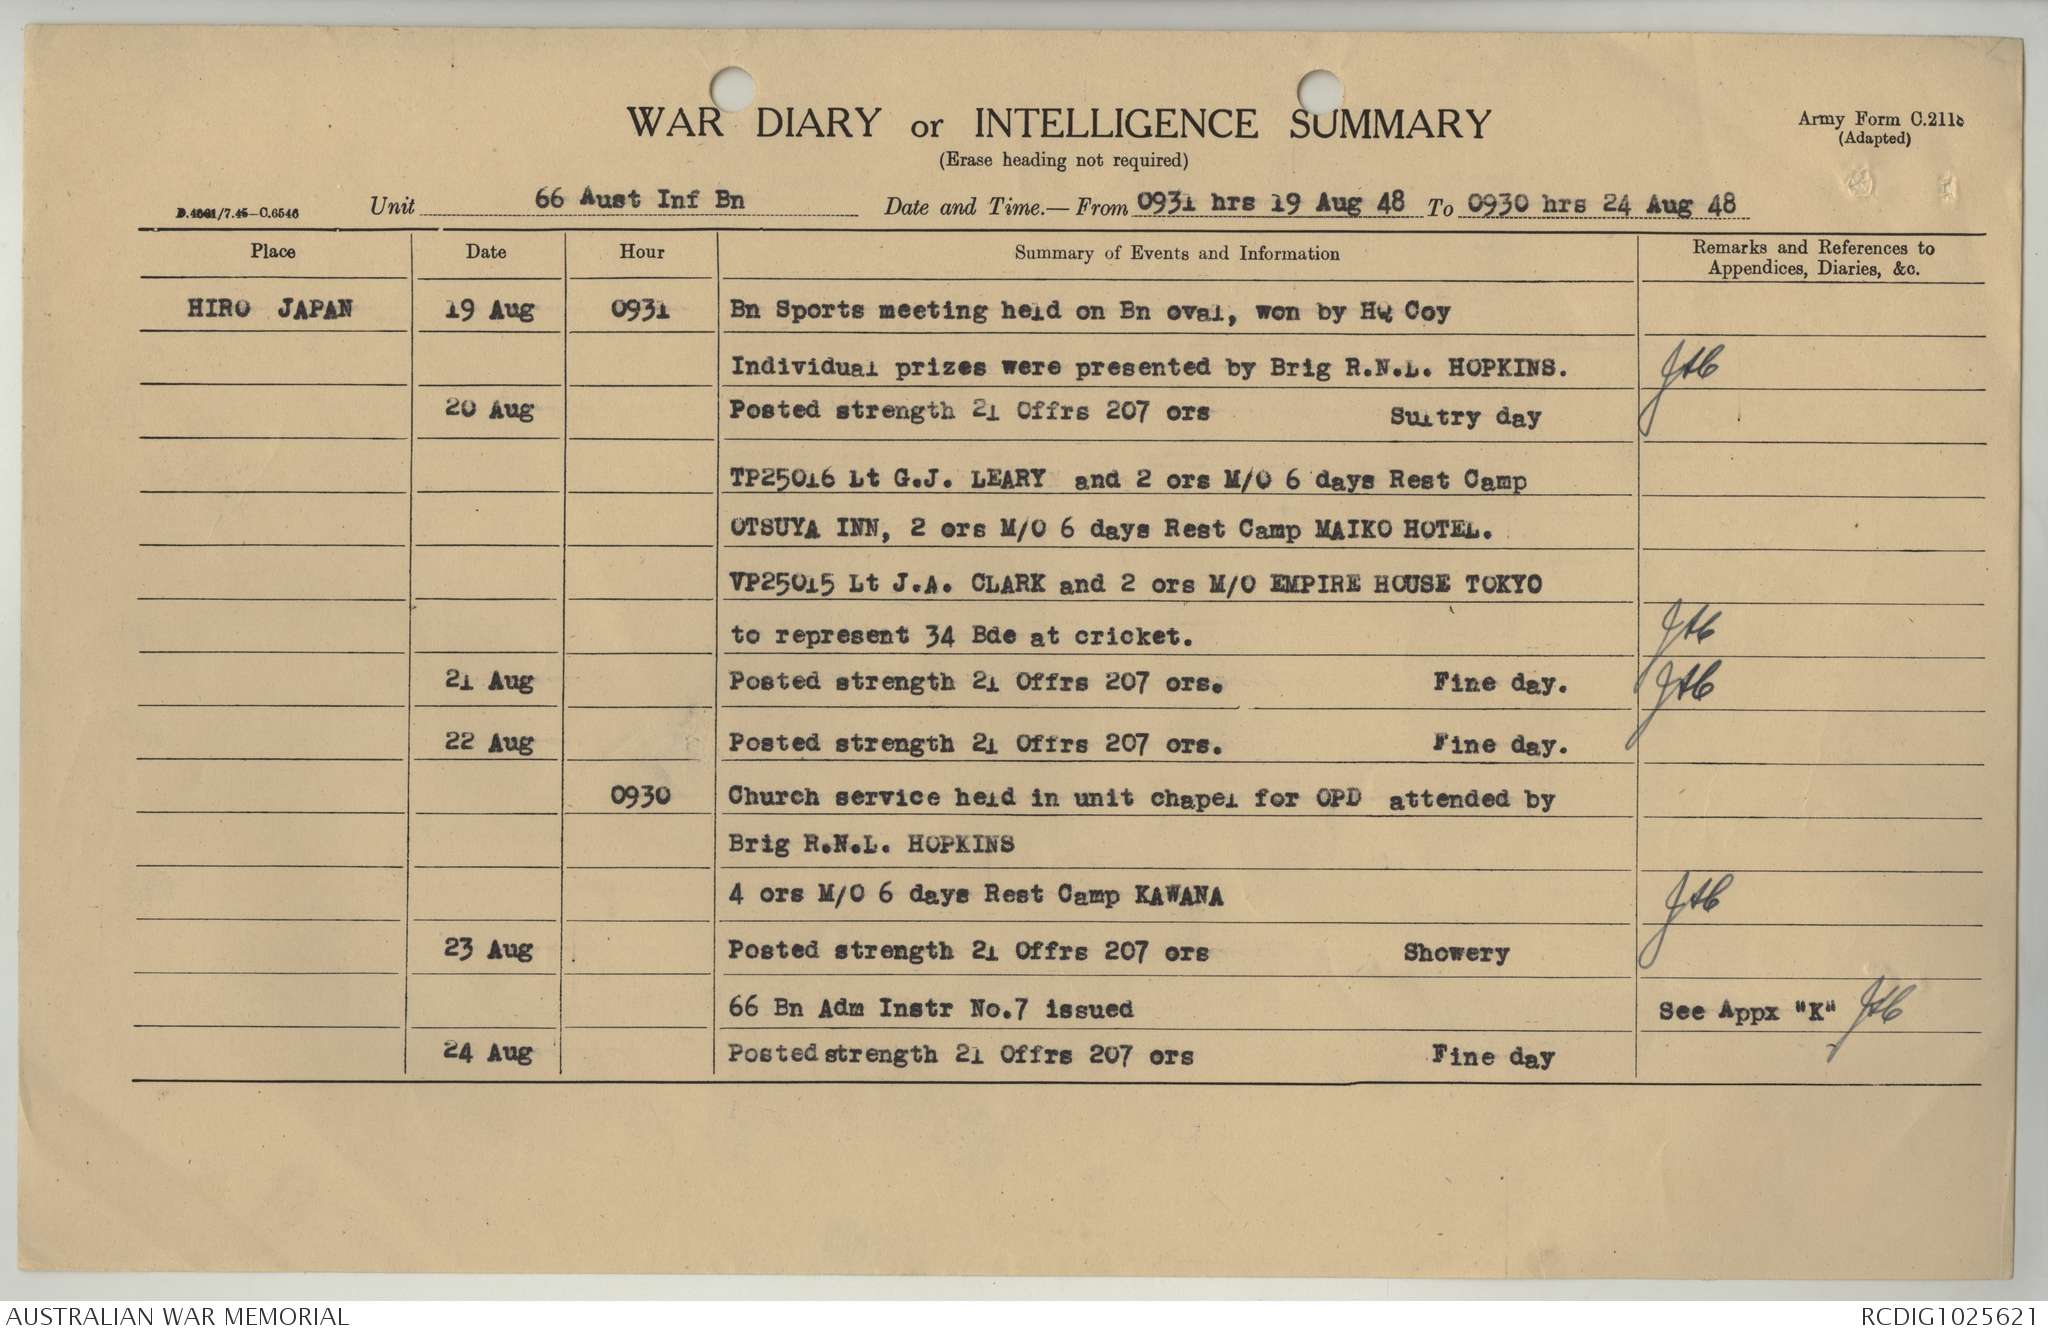 WAR DIARY or INTELLIGENCE SUMMARY
(Erase heading not required)
Army Form C.2118
(Adapted)
D.4661/7.45—C.6546
Unit 66 Aust Inf Bn Date and Time.—From 0931 hrs 19 Aug 48 To 0930 hrs 24 Aug 48
Place Date Hour Summary of Events and Information Remarks and References to Appendices, Diaries, &c.
HIRO JAPAN 19 Aug 0931 Bn Sports meeting held on Bn oval, won by HQ Coy
Individual prizes were presented by Brig R.N.L. HOPKINS.
20 Aug Posted strength 21 Offrs 207 ors Sultry day
TP25016 Lt G.J. LEARY and 2 ors M/O 6 days Rest Camp
OTSUYA INN, 2 ors M/O 6 days Rest Camp MAIKO HOTEL.
VP25015 Lt J.A. CLARK and 2 ors M/O EMPIRE HOUSE TOKYO
to represent 34 Bde at cricket.
21 Aug Posted strength 21 Offrs 207 ors. Fine day.
22 Aug Posted strength 21 Offrs 207 ors. Fine day.
0930 Church service held in unit chapel for OPD attended by
Brig R.N.L. HOPKINS
4 ors M/O 6 days Rest Camp KAWANA
23 Aug Posted strength 21 Offrs 207 ors Showery
66 Bn Adm Instr No.7 issued See Appx "K"
24 Aug Posted strength 21 Offrs 207 ors Fine day
AUSTRALIAN WAR MEMORIAL
RCDIG1025621